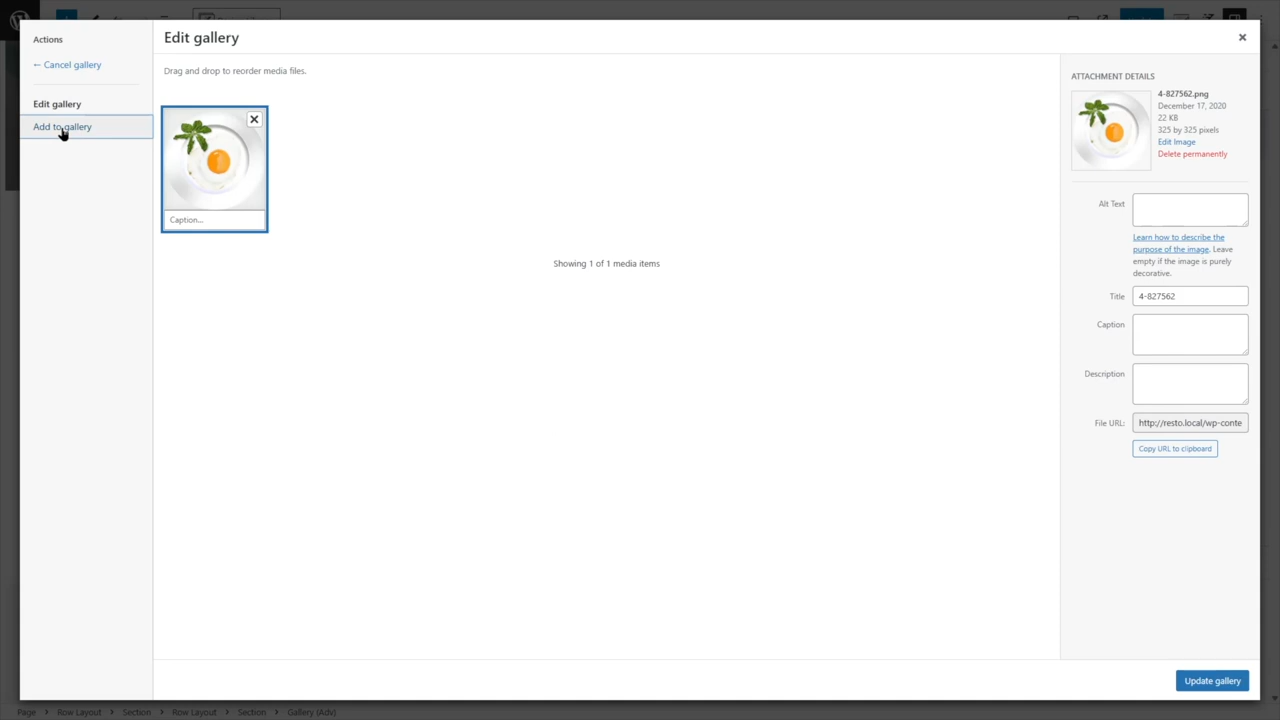 Actions
← Cancel gallery
Edit gallery
Add to gallery
Edit gallery
Drag and drop to reorder media files.
Caption...
Showing 1 of 1 media items
ATTACHMENT DETAILS
4-827562.png
December 17, 2020
22 KB
325 by 325 pixels
Edit Image
Delete permanently
Alt Text
Learn how to describe the
purpose of the image. Leave
empty if the image is purely
decorative.
Title
4-827562
Caption
Description
File URL:
http://resto.local/wp-conte
Copy URL to clipboard
Update gallery
Page > Row Layout > Section > Row Layout > Section > Gallery (Adv)